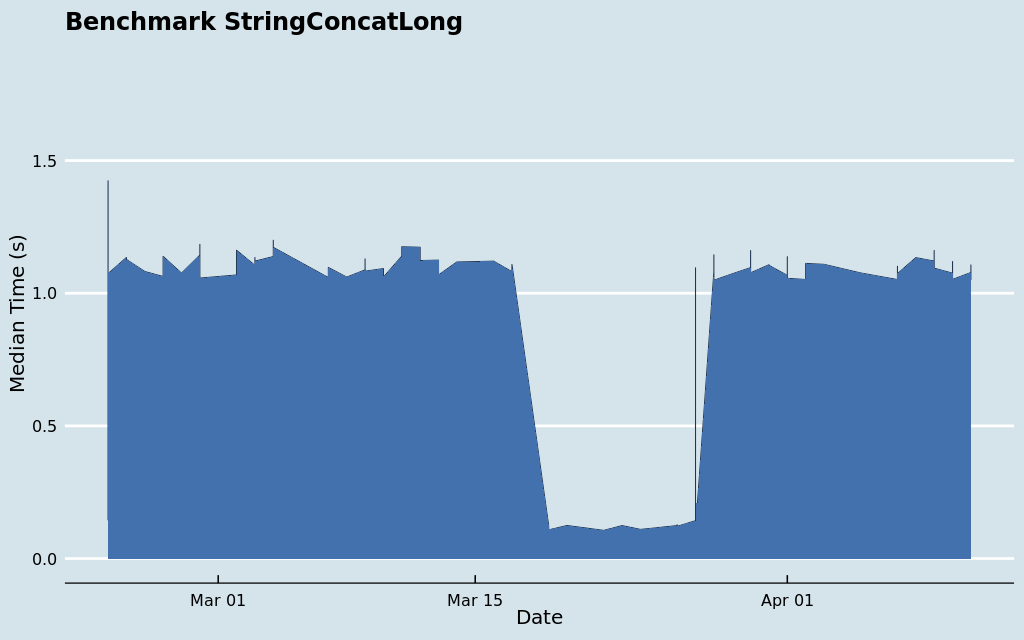 Benchmark StringConcatLong
1.5
1.0
0.5
0.0
Median Time (s)
Mar 01
Mar 15
Apr 01
Date